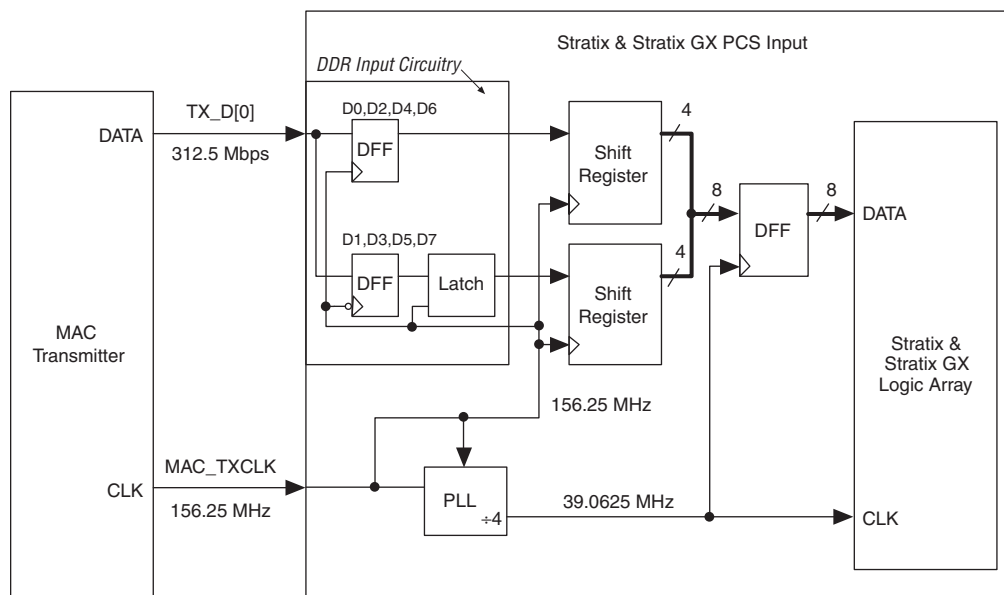 Stratix & Stratix GX PCS Input
DDR Input Circuitry
TX_D[0]
DATA
312.5 Mbps
D0,D2,D4,D6
DFF
Shift
Register
4
8
DFF
8
DATA
D1,D3,D5,D7
DFF
Latch
Shift
Register
4
MAC
Transmitter
Stratix &
Stratix GX
Logic Array
156.25 MHz
MAC_TXCLK
CLK
156.25 MHz
PLL
÷4
39.0625 MHz
CLK